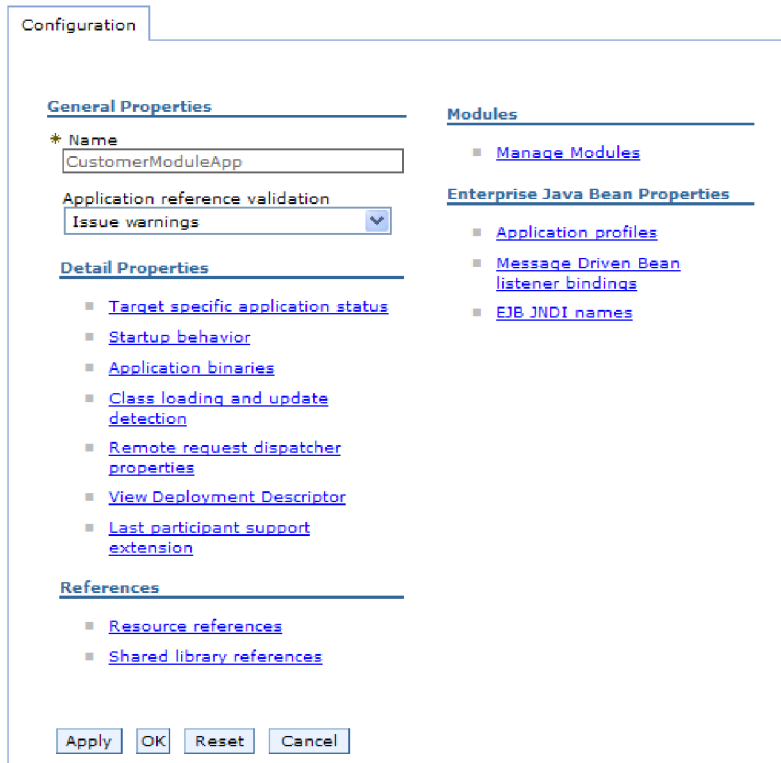 Configuration
General Properties
* Name
CustomerModuleApp
Application reference validation
Issue warnings
Detail Properties
Target specific application status
Startup behavior
Application binaries
Class loading and update
detection
Remote request dispatcher
properties
View Deployment Descriptor
Last participant support
extension
References
Resource references
Shared library references
Modules
Manage Modules
Enterprise Java Bean Properties
Application profiles
Message Driven Bean
listener bindings
EJB JNDI names
Apply OK Reset Cancel